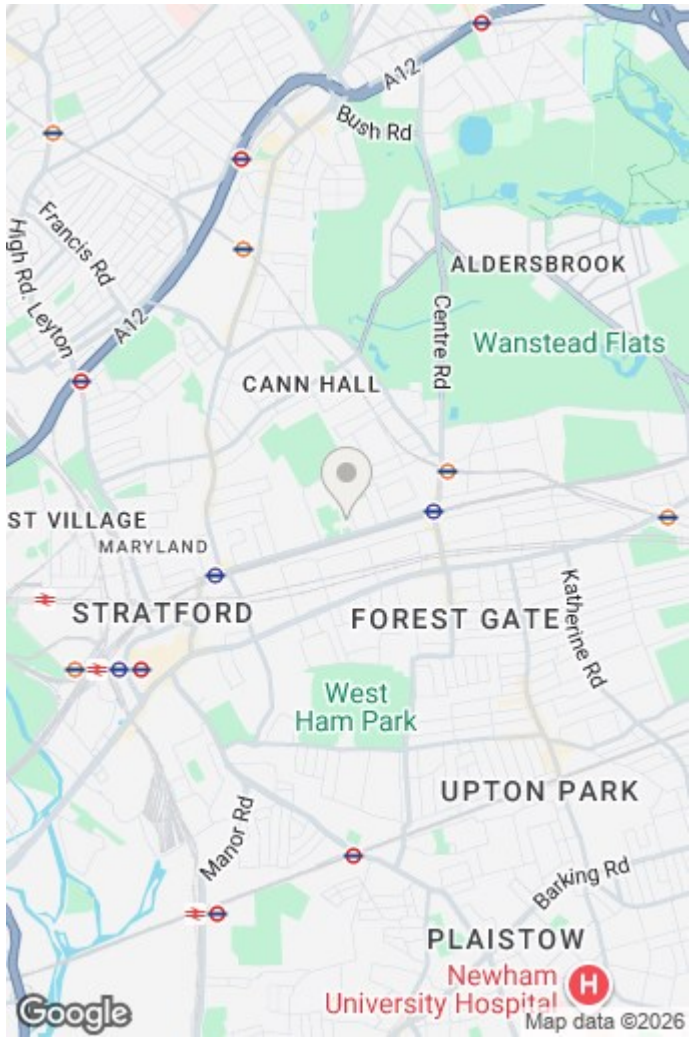 A12
Bush Rd
Francis Rd
High Rd. Leyton
A12
ALDERSBROOK
Centre Rd
Wanstead Flats
CANN HALL
ST VILLAGE
MARYLAND
STRATFORD
FOREST GATE
Katherine Rd
West
Ham Park
UPTON PARK
Manor Rd
Barking Rd
PLAISTOW
Newham
University Hospital
H
Google
Map data ©2026